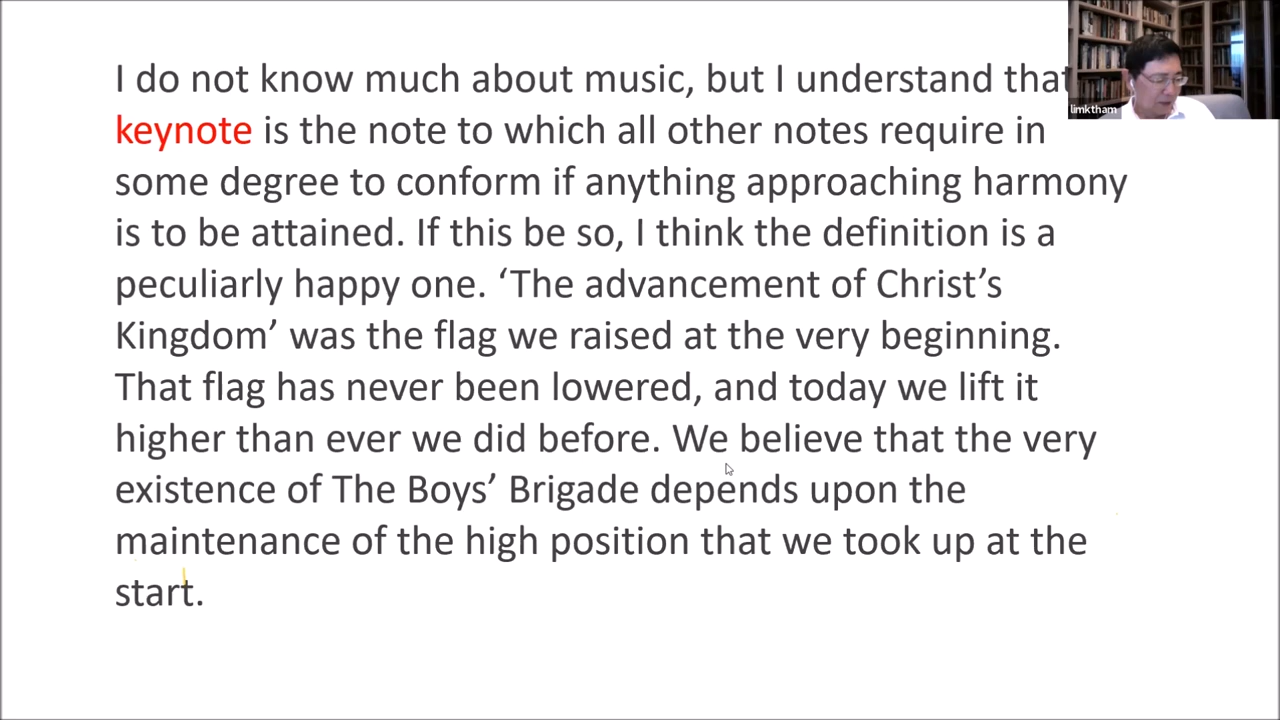 I do not know much about music, but I understand that
keynote is the note to which all other notes require in
some degree to conform if anything approaching harmony
is to be attained. If this be so, I think the definition is a
peculiarly happy one. ‘The advancement of Christ’s
Kingdom’ was the flag we raised at the very beginning.
That flag has never been lowered, and today we lift it
higher than ever we did before. We believe that the very
existence of The Boys’ Brigade depends upon the
maintenance of the high position that we took up at the
start.
limktham